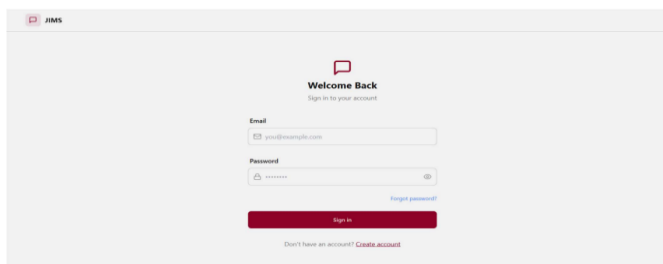 JIMS
Welcome Back
Sign in to your account
Email
you@example.com
Password
••••••••
Forgot password?
Sign in
Don't have an account? Create account